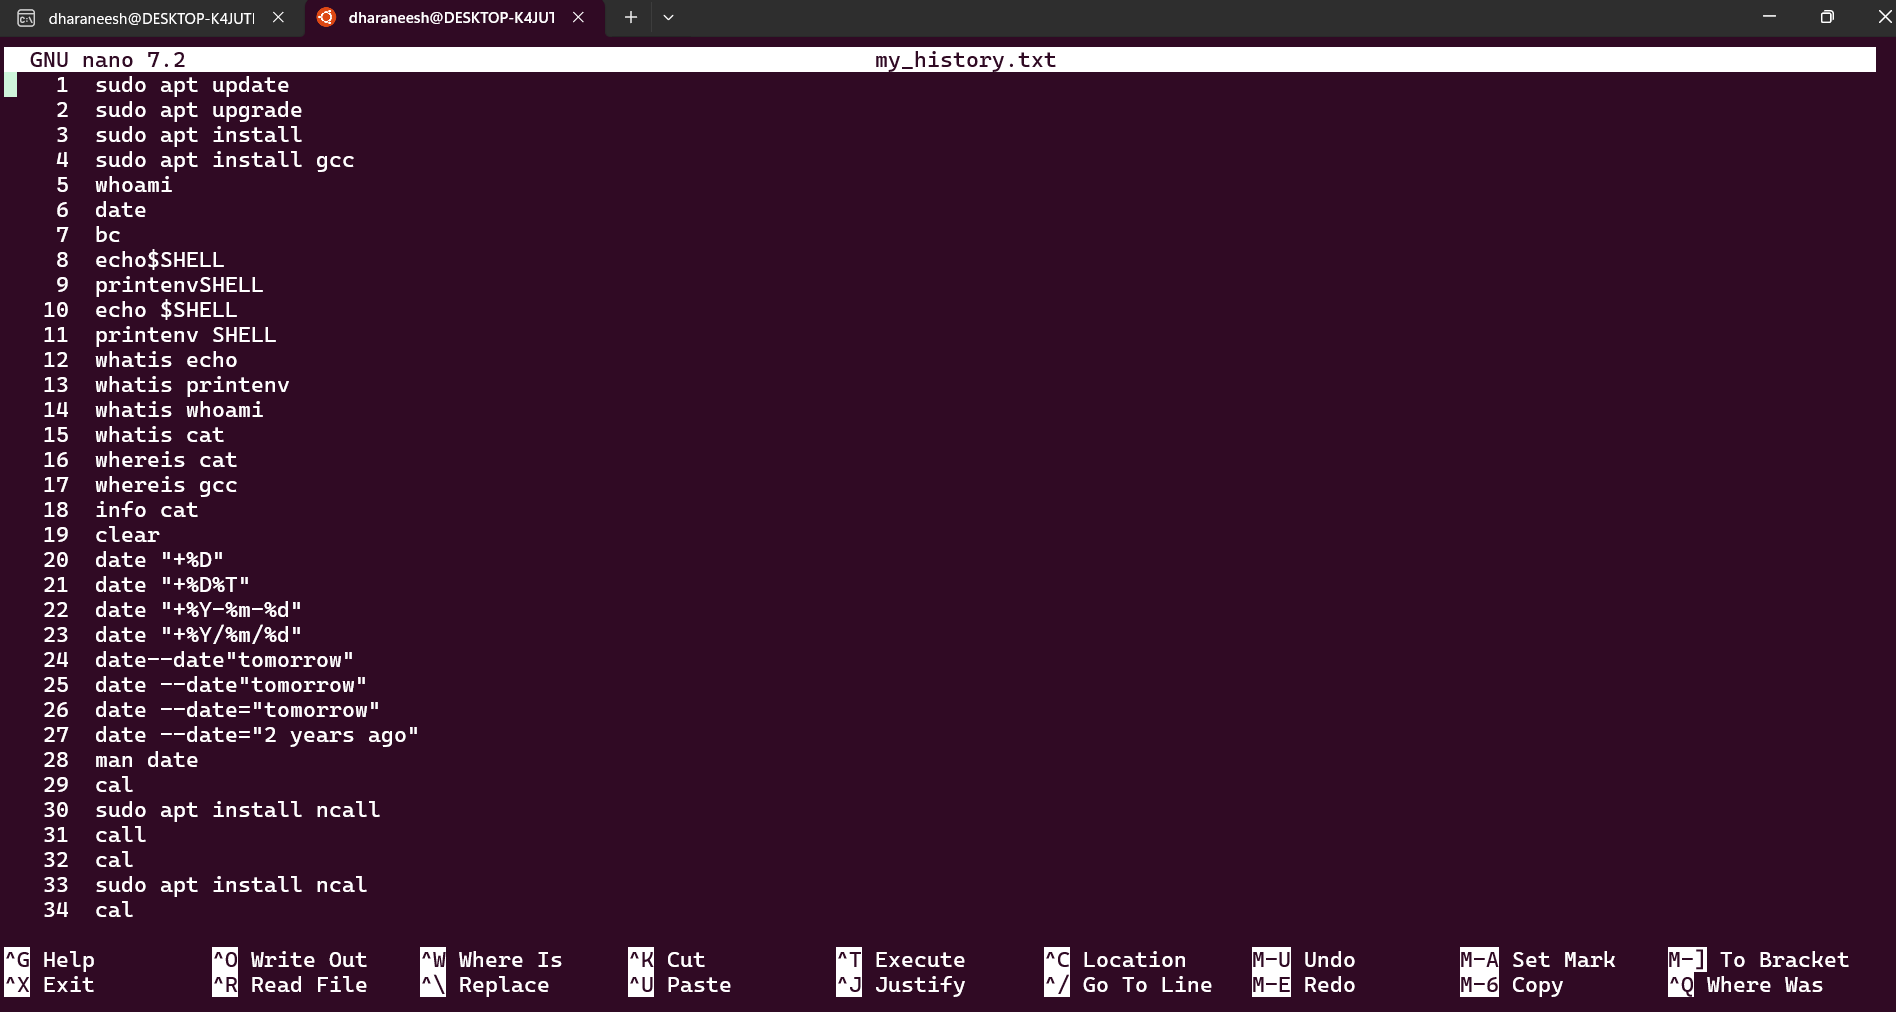 dharaneesh@DESKTOP-K4JUTI
dharaneesh@DESKTOP-K4JUT
GNU nano 7.2 my_history.txt
1 sudo apt update
2 sudo apt upgrade
3 sudo apt install
4 sudo apt install gcc
5 whoami
6 date
7 bc
8 echo$SHELL
9 printenvSHELL
10 echo $SHELL
11 printenv SHELL
12 whatis echo
13 whatis printenv
14 whatis whoami
15 whatis cat
16 whereis cat
17 whereis gcc
18 info cat
19 clear
20 date "+%D"
21 date "+%D%T"
22 date "+%Y-%m-%d"
23 date "+%Y/%m/%d"
24 date--date"tomorrow"
25 date --date"tomorrow"
26 date --date="tomorrow"
27 date --date="2 years ago"
28 man date
29 cal
30 sudo apt install ncall
31 call
32 cal
33 sudo apt install ncal
34 cal
^G Help ^O Write Out ^W Where Is ^K Cut ^T Execute ^C Location M-U Undo M-A Set Mark M-] To Bracket
^X Exit ^R Read File ^\ Replace ^U Paste ^J Justify ^/ Go To Line M-E Redo M-6 Copy ^Q Where Was